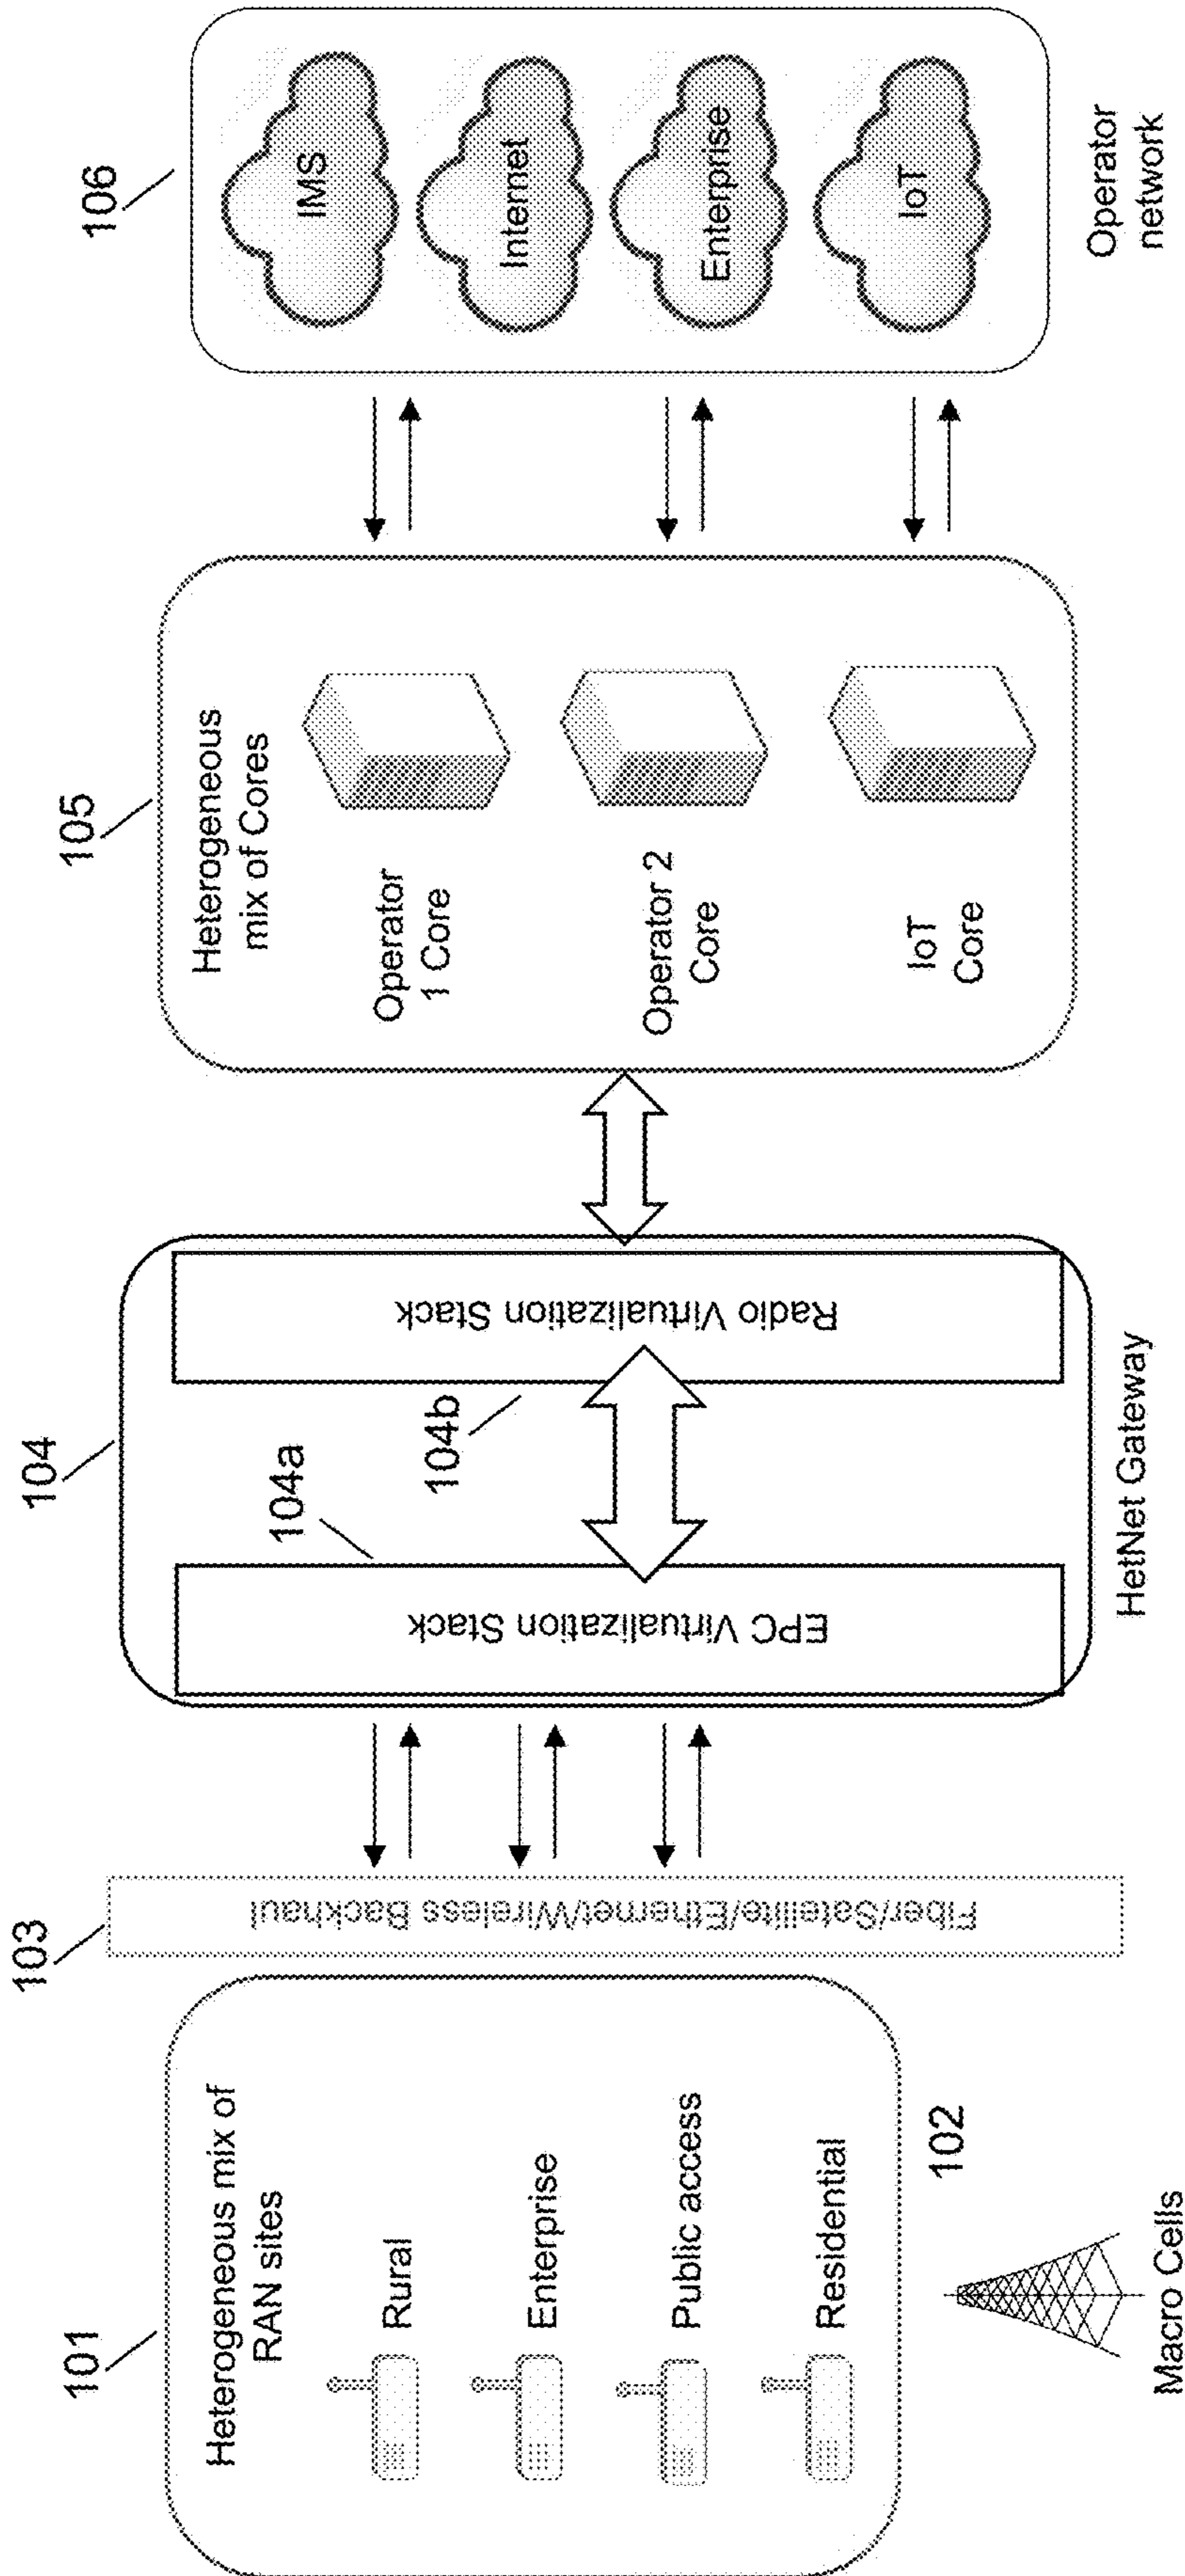 101
Heterogeneous mix of
RAN sites
Rural
Enterprise
Public access
Residential
102
Macro Cells
103
Fiber/Satellite/Ethernet/Wireless Backhaul
104
104a
EPC Virtualization Stack
104b
Radio Virtualization Stack
HetNet Gateway
105
Heterogeneous
mix of Cores
Operator
1 Core
Operator 2
Core
IoT
Core
106
IMS
Internet
Enterprise
IoT
Operator
network